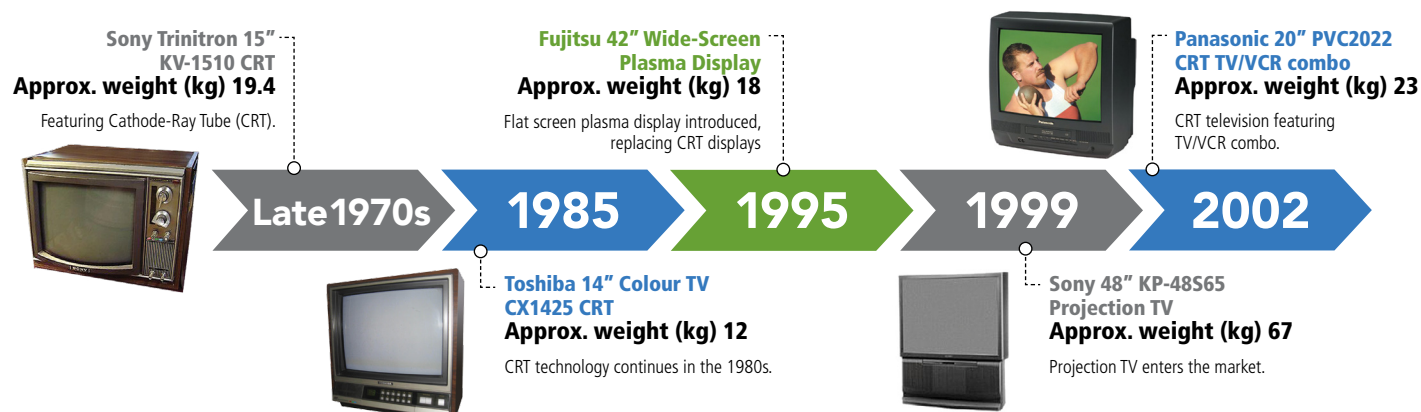 Sony Trinitron 15”
KV-1510 CRT
Approx. weight (kg) 19.4
Featuring Cathode-Ray Tube (CRT).
Late 1970s
1985
Toshiba 14” Colour TV
CX1425 CRT
Approx. weight (kg) 12
CRT technology continues in the 1980s.
Fujitsu 42” Wide-Screen
Plasma Display
Approx. weight (kg) 18
Flat screen plasma display introduced,
replacing CRT displays
1995
1999
Sony 48” KP-48S65
Projection TV
Approx. weight (kg) 67
Projection TV enters the market.
Panasonic 20” PVC2022
CRT TV/VCR combo
Approx. weight (kg) 23
CRT television featuring
TV/VCR combo.
2002
SONY
Panasonic